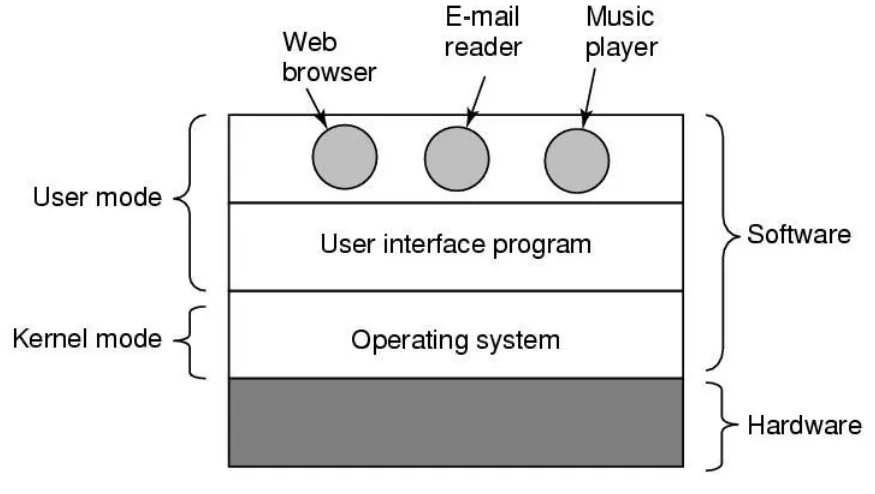 Web
browser
E-mail
reader
Music
player
User mode
User interface program
Software
Kernel mode
Operating system
Hardware